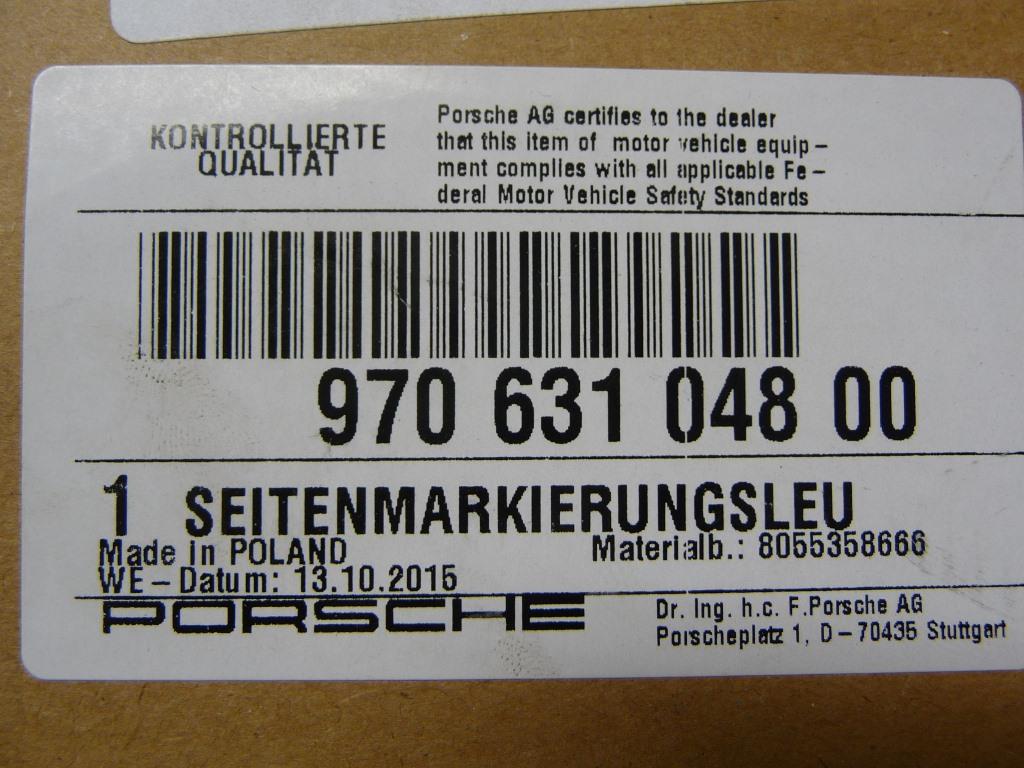 KONTROLLIERTE
QUALITÄT
Porsche AG certifies to the dealer
that this item of motor vehicle equip-
ment complies with all applicable Fe-
deral Motor Vehicle Safety Standards
970 631 048 00
1 SEITENMARKIERUNGSLEU
Made in POLAND
Materialb.: 8055358666
WE-Datum: 13.10.2015
PORSCHE
Dr. Ing. h.c. F.Porsche AG
Porscheplatz 1, D-70435 Stuttgart